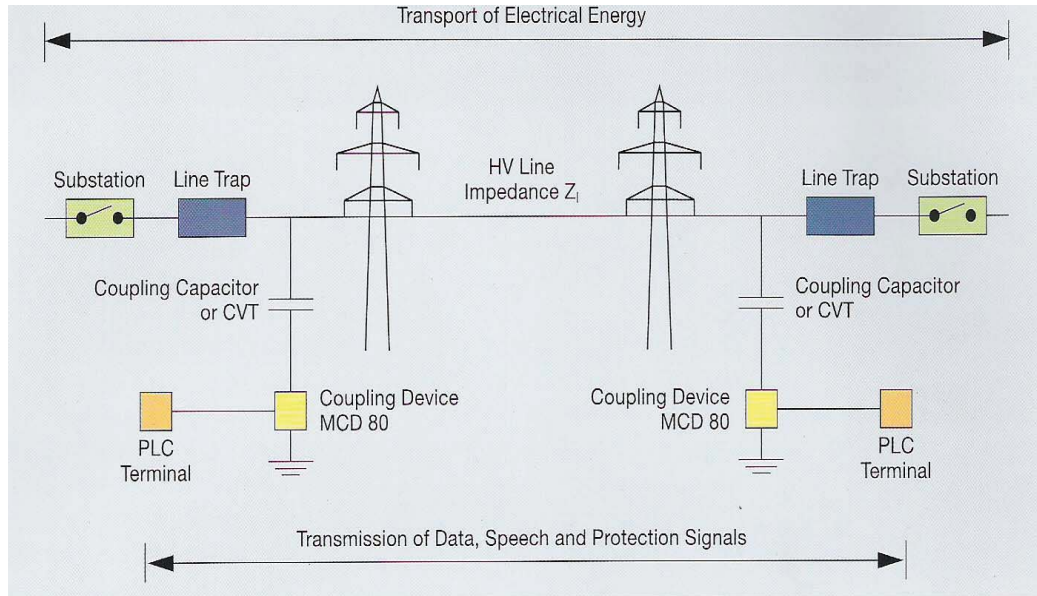 Transport of Electrical Energy
HV Line
Impedance Zl
Substation
Line Trap
Line Trap
Substation
Coupling Capacitor
or CVT
Coupling Capacitor
or CVT
Coupling Device
MCD 80
Coupling Device
MCD 80
PLC
Terminal
PLC
Terminal
Transmission of Data, Speech and Protection Signals